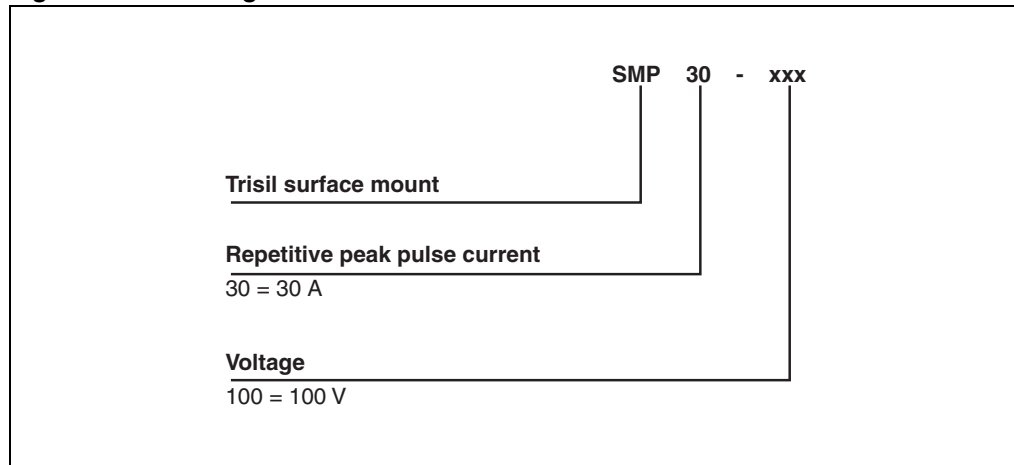 SMP 30 - xxx
Trisil surface mount
Repetitive peak pulse current
30 = 30 A
Voltage
100 = 100 V